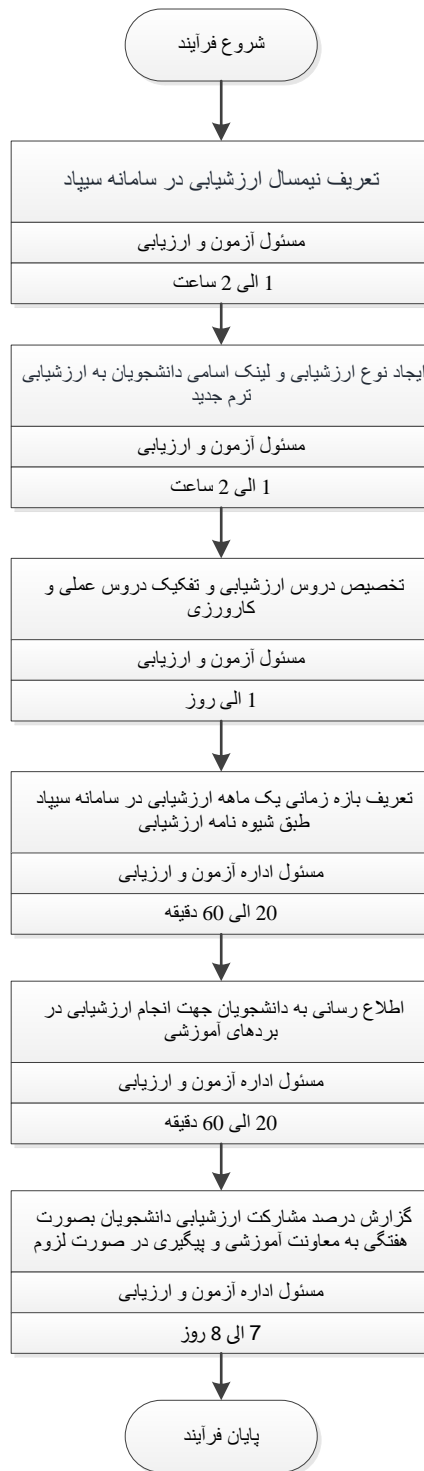 شروع فرآیند
تعریف نیمسال ارزشیابی در سامانه سیپاد
مسئول آزمون و ارزیابی
1 الی 2 ساعت
ایجاد نوع ارزشیابی و لینک اسامی دانشجویان به ارزشیابی
ترم جدید
مسئول آزمون و ارزیابی
1 الی 2 ساعت
تخصیص دروس ارزشیابی و تفکیک دروس عملی و
کارورزی
مسئول آزمون و ارزیابی
1 الی روز
تعریف بازه زمانی یک ماهه ارزشیابی در سامانه سیپاد
طبق شیوه نامه ارزشیابی
مسئول اداره آزمون و ارزیابی
20 الی 60 دقیقه
اطلاع رسانی به دانشجویان جهت انجام ارزشیابی در
بردهای آموزشی
مسئول اداره آزمون و ارزیابی
20 الی 60 دقیقه
گزارش درصد مشارکت ارزشیابی دانشجویان بصورت
هفتگی به معاونت آموزشی و پیگیری در صورت لزوم
مسئول اداره آزمون و ارزیابی
7 الی 8 روز
پایان فرآیند